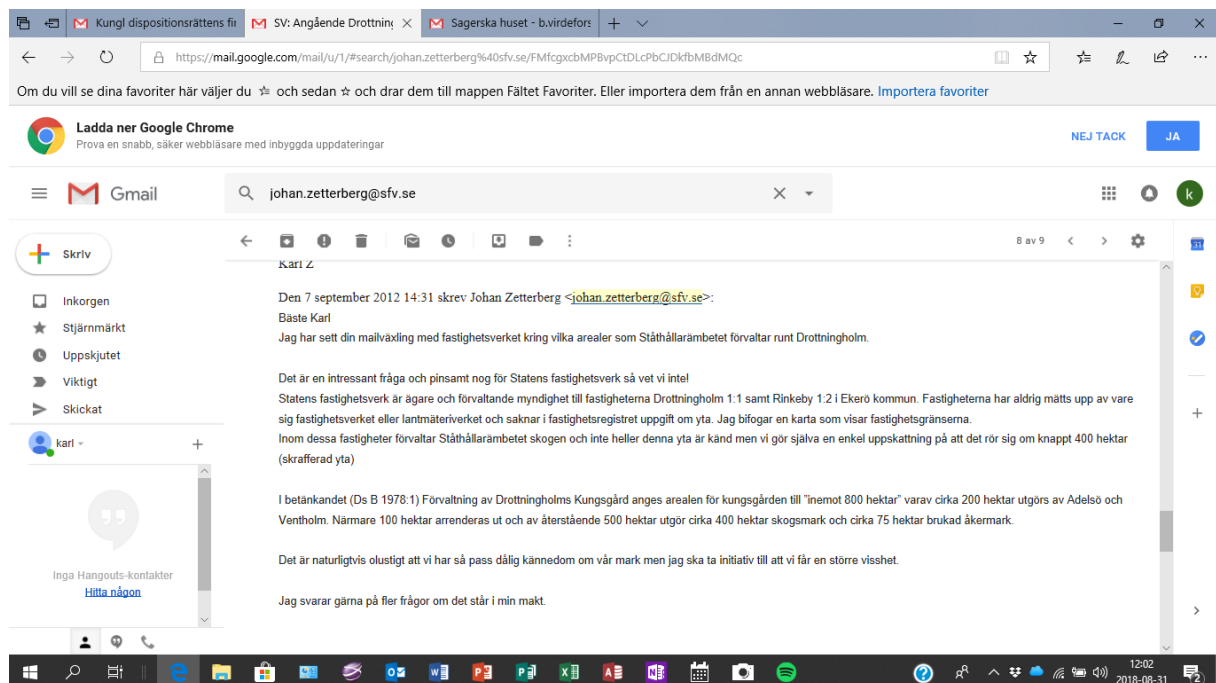 Kungl dispositionsrättens fin
SV: Angående Drottning
Sagerska huset - b.virdefors
https://mail.google.com/mail/u/1/#search/johan.zetterberg%40sfv.se/FMfcgxcbMPBvpCtDLcPbCJDkfbMBdMQc
Om du vill se dina favoriter här väljer du och sedan och drar dem till mappen Fältet Favoriter. Eller importera dem från en annan webbläsare. Importera favoriter
Ladda ner Google Chrome
Prova en snabb, säker webbläsare med inbyggda uppdateringar
NEJ TACK
JA
Gmail
johan.zetterberg@sfv.se
k
Skriv
8 av 9
31
Karl Z
Inkorgen
Stjärnmärkt
Uppskjutet
Viktigt
Skickat
karl
Den 7 september 2012 14:31 skrev Johan Zetterberg <johan.zetterberg@sfv.se>:
Bäste Karl
Jag har sett din mailväxling med fastighetsverket kring vilka arealer som Ståthållarämbetet förvaltar runt Drottningholm.
Det är en intressant fråga och pinsamt nog för Statens fastighetsverk så vet vi inte!
Statens fastighetsverk är ägare och förvaltande myndighet till fastigheterna Drottningholm 1:1 samt Rinkeby 1:2 i Ekerö kommun. Fastigheterna har aldrig mätts upp av vare
sig fastighetsverket eller lantmäteriverket och saknar i fastighetsregistret uppgift om yta. Jag bifogar en karta som visar fastighetsgränserna.
Inom dessa fastigheter förvaltar Ståthållarämbetet skogen och inte heller denna yta är känd men vi gör själva en enkel uppskattning på att det rör sig om knappt 400 hektar
(skrafferad yta)
I betänkandet (Ds B 1978:1) Förvaltning av Drottningholms Kungsgård anges arealen för kungsgården till "inemot 800 hektar" varav cirka 200 hektar utgörs av Adelsö och
Ventholm. Närmare 100 hektar arrenderas ut och av återstående 500 hektar utgör cirka 400 hektar skogsmark och cirka 75 hektar brukad åkermark.
Det är naturligtvis olustigt att vi har så pass dålig kännedom om vår mark men jag ska ta initiativ till att vi får en större visshet.
Jag svarar gärna på fler frågor om det står i min makt.
Inga Hangouts-kontakter
Hitta någon
12:02
2018-08-31
2